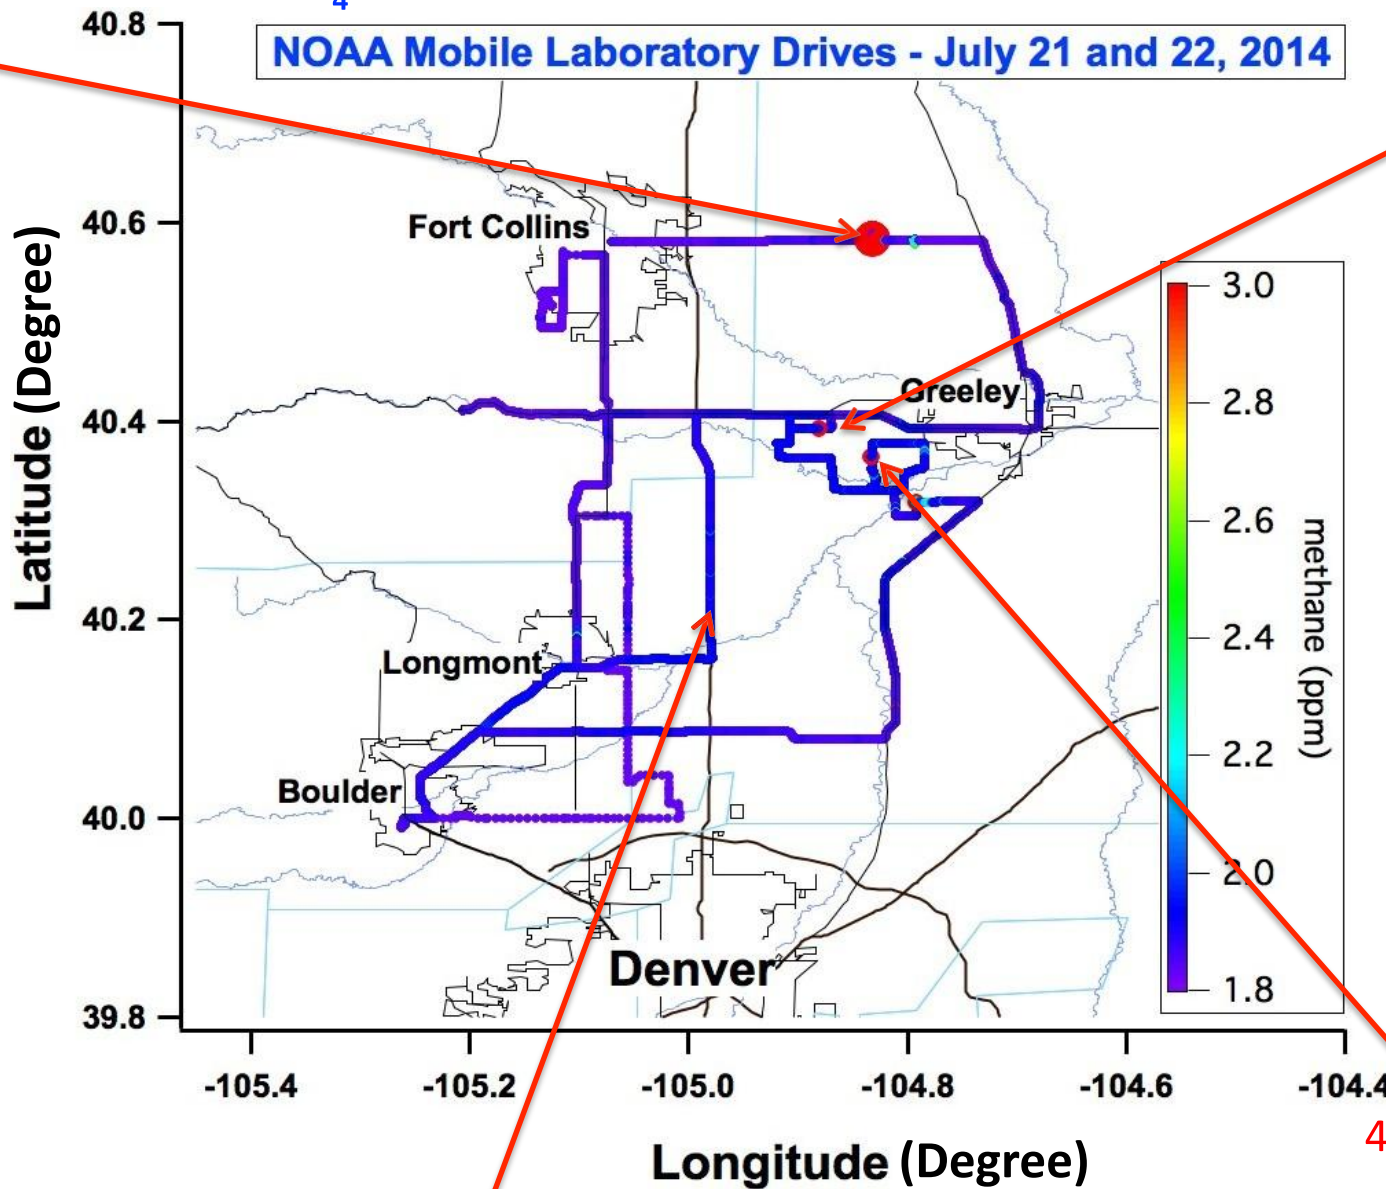 4
40.8
NOAA Mobile Laboratory Drives - July 21 and 22, 2014
40.6
Fort Collins
3.0
Greeley
2.8
40.4
Latitude (Degree)
2.6
methane (ppm)
40.2
2.4
Longmont
2.2
Boulder
40.0
2.0
Denver
1.8
39.8
-105.4
-105.2
-105.0
-104.8
-104.6
-104.4
4
Longitude (Degree)